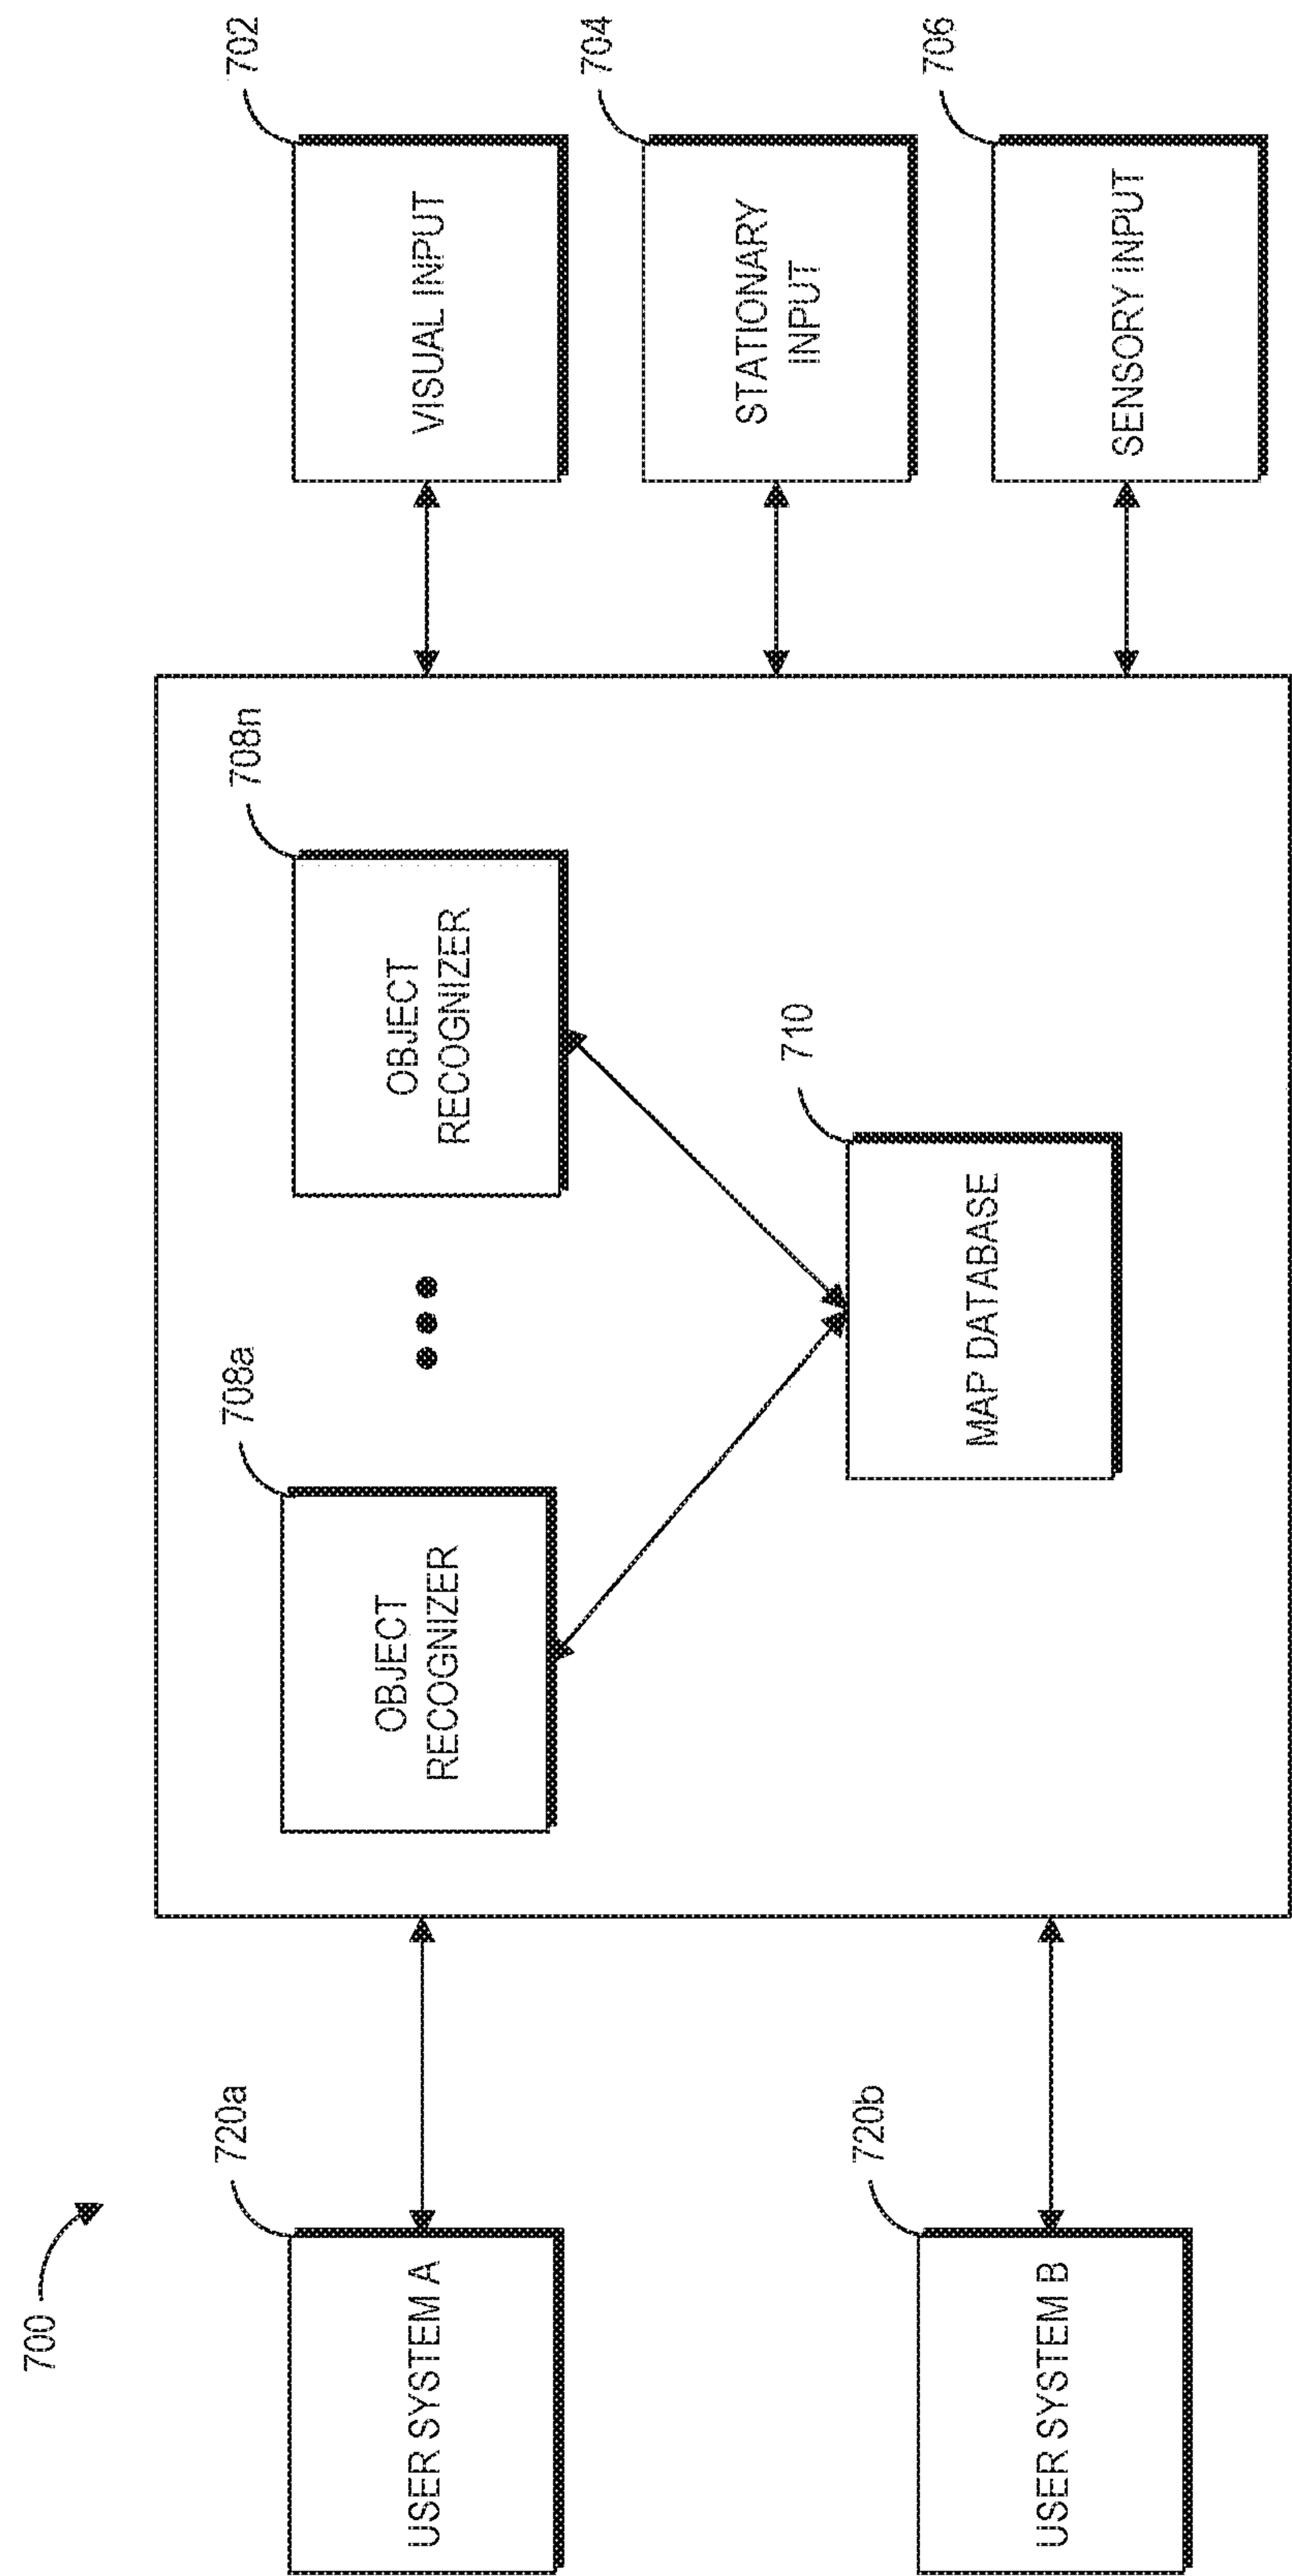 700
720a
USER SYSTEM A
720b
USER SYSTEM B
708a
OBJECT
RECOGNIZER
708n
OBJECT
RECOGNIZER
710
MAP DATABASE
702
VISUAL INPUT
704
STATIONARY
INPUT
706
SENSORY INPUT